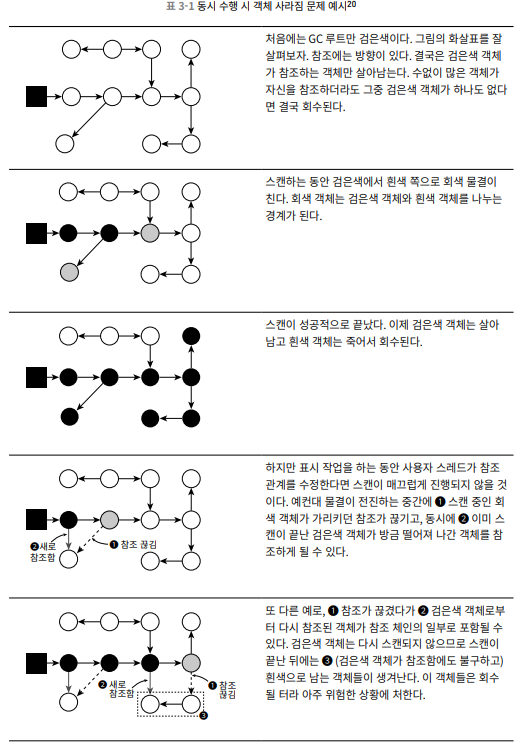 표 3-1 동시 수행 시 객체 사라짐 문제 예시20
처음에는 GC 루트만 검은색이다. 그림의 화살표를 잘
살펴보자. 참조에는 방향이 있다. 결국은 검은색 객체
가 참조하는 객체만 살아남는다. 수없이 많은 객체가
자신을 참조하더라도 그중 검은색 객체가 하나도 없다
면 결국 회수된다.
스캔하는 동안 검은색에서 흰색 쪽으로 회색 물결이
친다. 회색 객체는 검은색 객체와 흰색 객체를 나누는
경계가 된다.
스캔이 성공적으로 끝났다. 이제 검은색 객체는 살아
남고 흰색 객체는 죽어서 회수된다.
하지만 표시 작업을 하는 동안 사용자 스레드가 참조
관계를 수정한다면 스캔이 매끄럽게 진행되지 않을 것
이다. 예컨대 물결이 전진하는 중간에 ❶ 스캔 중인 회
색 객체가 가리키던 참조가 끊기고, 동시에 ❷ 이미 스
캔이 끝난 검은색 객체가 방금 떨어져 나간 객체를 참
조하게 될 수 있다.
❷ 새로
참조함
❶ 참조 끊김
또 다른 예로, ❶ 참조가 끊겼다가 ❷ 검은색 객체로부
터 다시 참조된 객체가 참조 체인의 일부로 포함될 수
있다. 검은색 객체는 다시 스캔되지 않으므로 스캔이
끝난 뒤에는 ❸ (검은색 객체가 참조함에도 불구하고)
흰색으로 남는 객체들이 생겨난다. 이 객체들은 회수
될 터라 아주 위험한 상황에 처한다.
❷ 새로
참조함
❶ 참조
끊김
❸